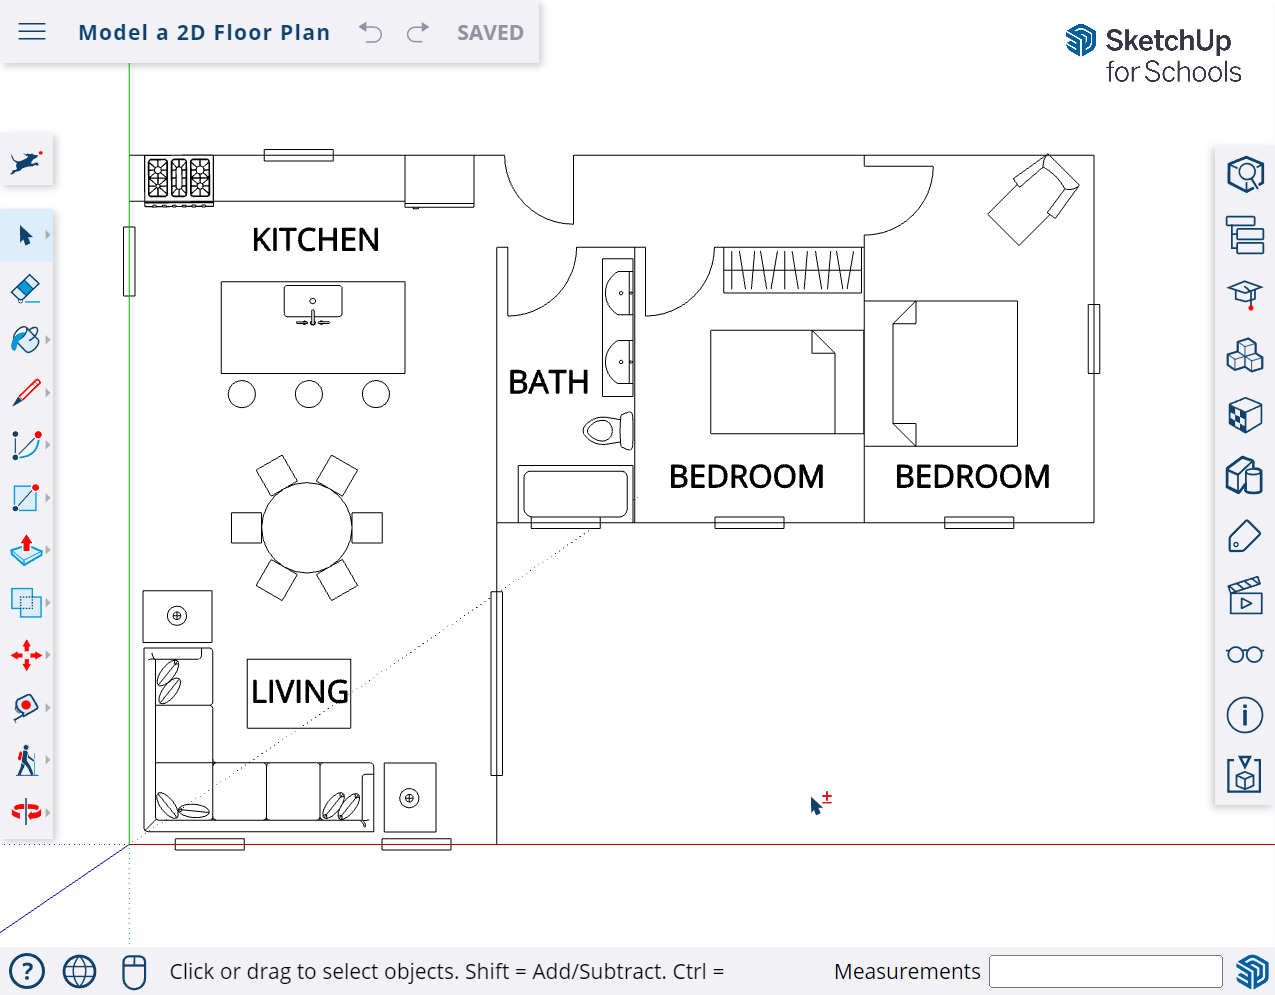 Model a 2D Floor Plan
SAVED
SketchUp
for Schools
KITCHEN
BATH
BEDROOM
BEDROOM
LIVING
Click or drag to select objects. Shift = Add/Subtract. Ctrl =
Measurements